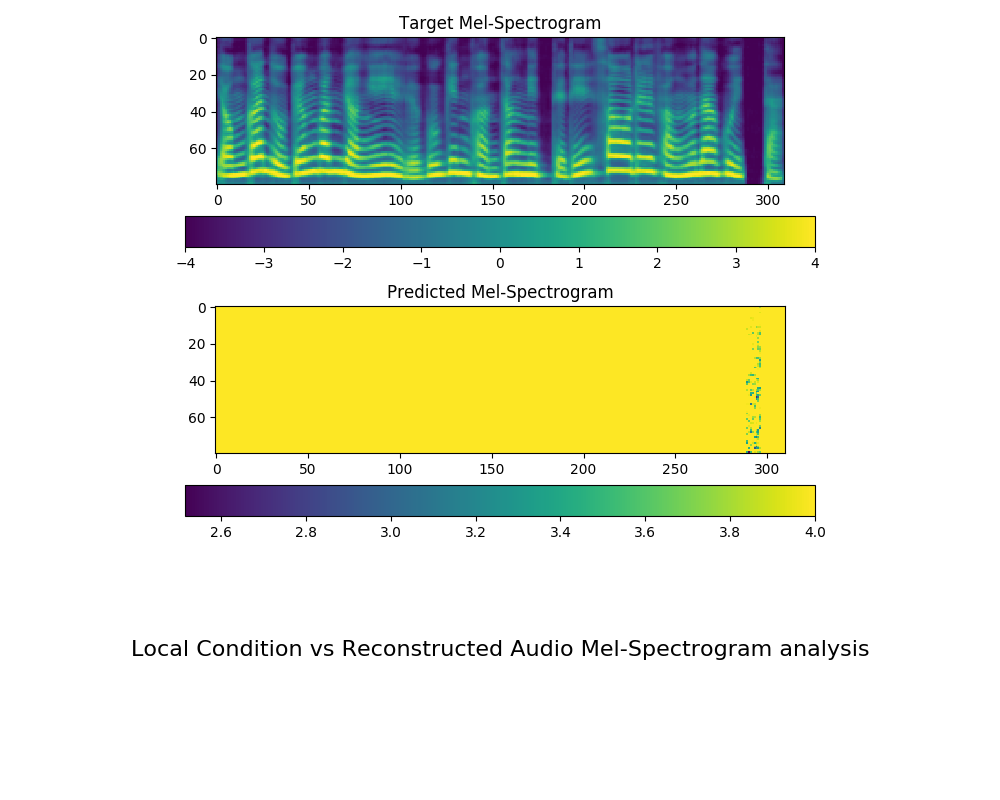 Target Mel-Spectrogram
0
20
40
60
0 50 100 150 200 250 300
−4 −3 −2 −1 0 1 2 3 4
Predicted Mel-Spectrogram
0
20
40
60
0 50 100 150 200 250 300
2.6 2.8 3.0 3.2 3.4 3.6 3.8 4.0
Local Condition vs Reconstructed Audio Mel-Spectrogram analysis